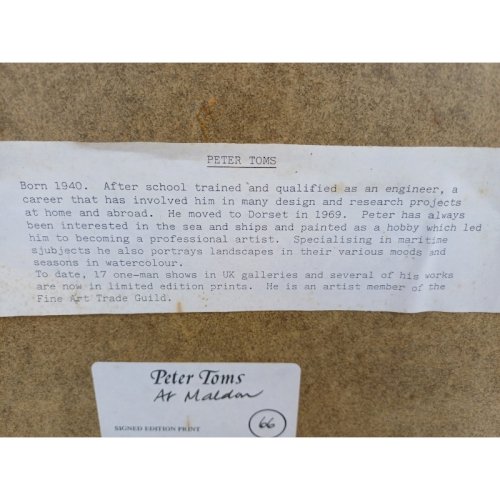 PETER TOMS
Born 1940. After school trained and qualified as an engineer, a
career that has involved him in many design and research projects
at home and abroad. He moved to Dorset in 1969. Peter has always
been interested in the sea and ships and painted as a hobby which led
him to becoming a professional artist. Specialising in maritime
sjubjects he also portrays landscapes in their various moods and
seasons in watercolour.
To date, 17 one-man shows in UK galleries and several of his works
are now in limited edition prints. He is an artist member of the
Fine Art Trade Guild.
Peter Toms
At Maldon
SIGNED EDITION PRINT
66